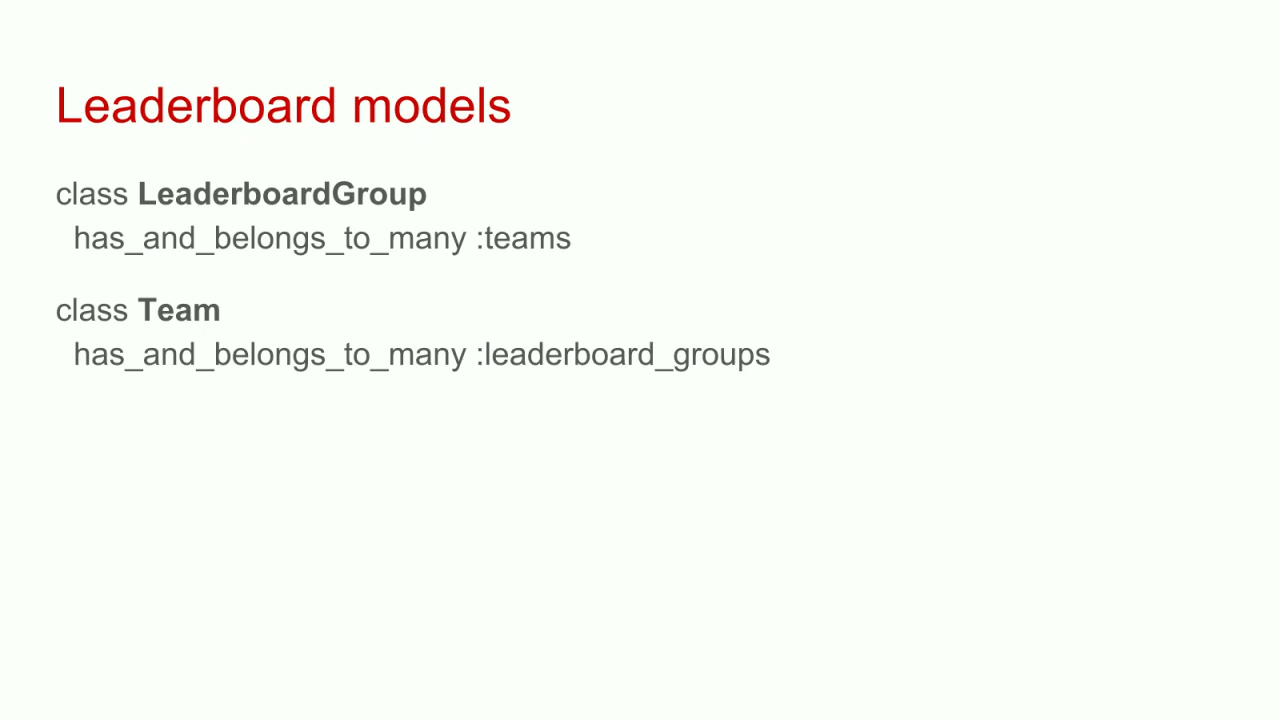 Leaderboard models
class LeaderboardGroup
has_and_belongs_to_many :teams
class Team
has_and_belongs_to_many :leaderboard_groups